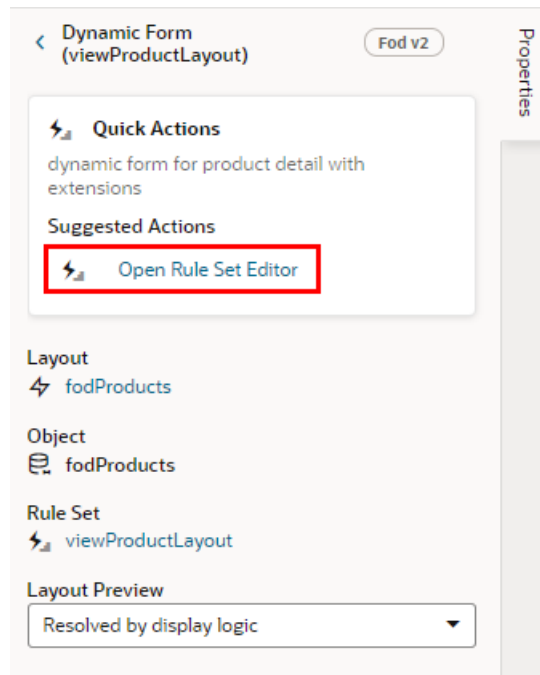 Dynamic Form
(viewProductLayout)
Fod v2
Properties
Quick Actions
dynamic form for product detail with
extensions
Suggested Actions
Open Rule Set Editor
Layout
fodProducts
Object
fodProducts
Rule Set
viewProductLayout
Layout Preview
Resolved by display logic